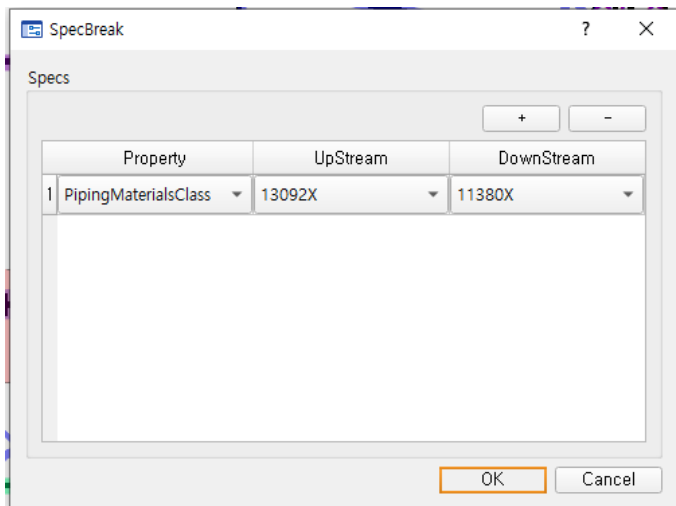 SpecBreak ? ×
Specs
+ -
Property UpStream DownStream
1 PipingMaterialsClass 13092X 11380X
OK Cancel